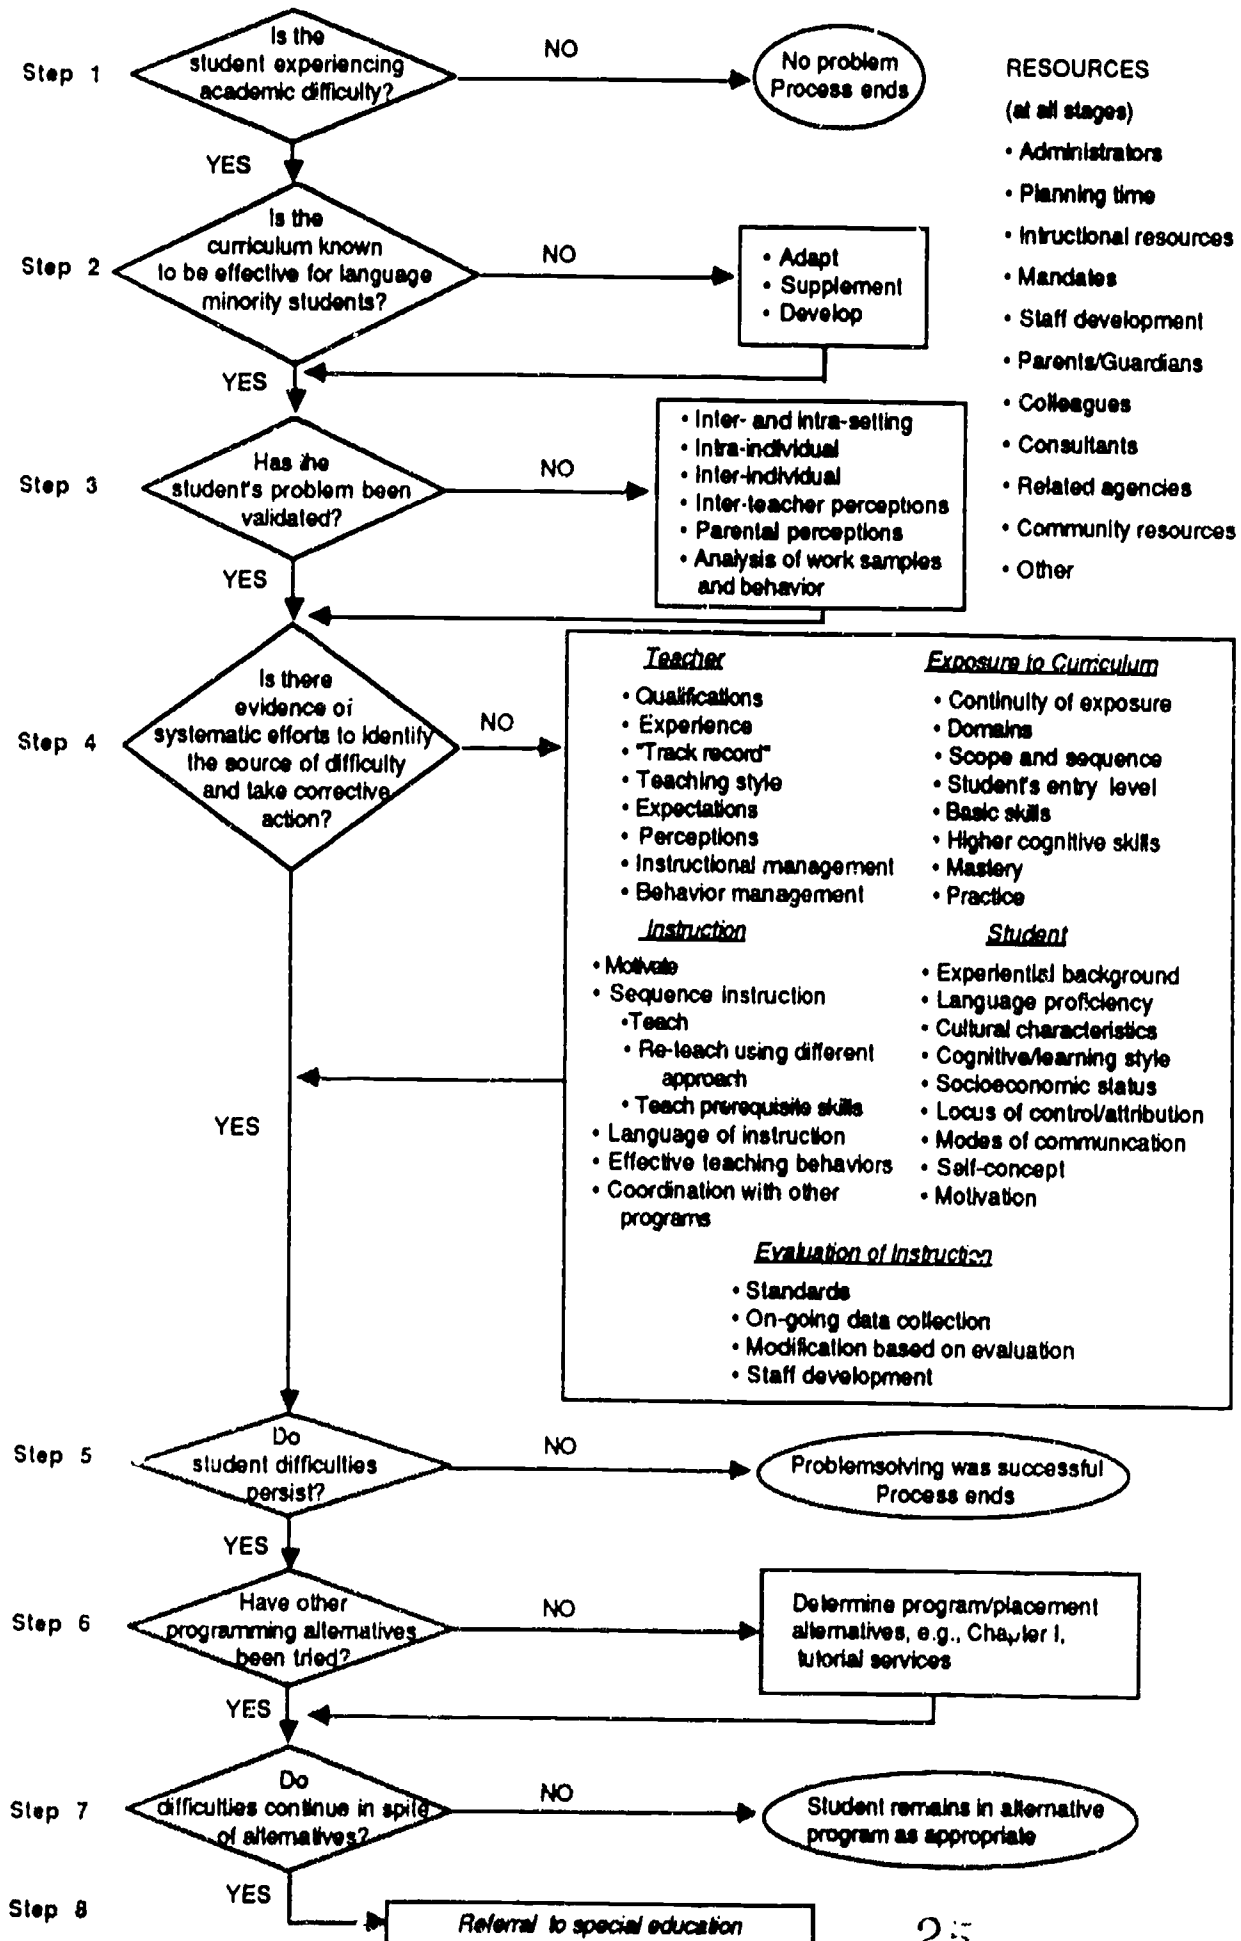 Step 1
Is the
student experiencing
academic difficulty?
NO
No problem
Process ends
YES
RESOURCES
(at all stages)
• Administrators
• Planning time
• Intructional resources
• Mandates
• Staff development
• Parents/Guardians
• Colleagues
• Consultants
• Related agencies
• Community resources
• Other
Step 2
Is the
curriculum known
to be effective for language
minority students?
NO
• Adapt
• Supplement
• Develop
YES
Step 3
Has the
student's problem been
validated?
NO
• Inter- and intra-setting
• Intra-individual
• Inter-individual
• Inter-teacher perceptions
• Parental perceptions
• Analysis of work samples
and behavior
YES
Step 4
Is there
evidence of
systematic efforts to identify
the source of difficulty
and take corrective
action?
NO
Teacher
• Qualifications
• Experience
• "Track record"
• Teaching style
• Expectations
• Perceptions
• Instructional management
• Behavior management
Exposure to Curriculum
• Continuity of exposure
• Domains
• Scope and sequence
• Student's entry level
• Basic skills
• Higher cognitive skills
• Mastery
• Practice
Instruction
• Motivate
• Sequence instruction
• Teach
• Re-teach using different
approach
• Teach prerequisite skills
• Language of instruction
• Effective teaching behaviors
• Coordination with other
programs
Student
• Experiential background
• Language proficiency
• Cultural characteristics
• Cognitive/learning style
• Socioeconomic status
• Locus of control/attribution
• Modes of communication
• Self-concept
• Motivation
Evaluation of Instruction
• Standards
• On-going data collection
• Modification based on evaluation
• Staff development
YES
Step 5
Do
student difficulties
persist?
NO
Problemsolving was successful
Process ends
YES
Step 6
Have other
programming alternatives
been tried?
NO
Determine program/placement
alternatives, e.g., Chapter I,
tutorial services
YES
Step 7
Do
difficulties continue in spite
of alternatives?
NO
Student remains in alternative
program as appropriate
YES
Step 8
Referral to special education